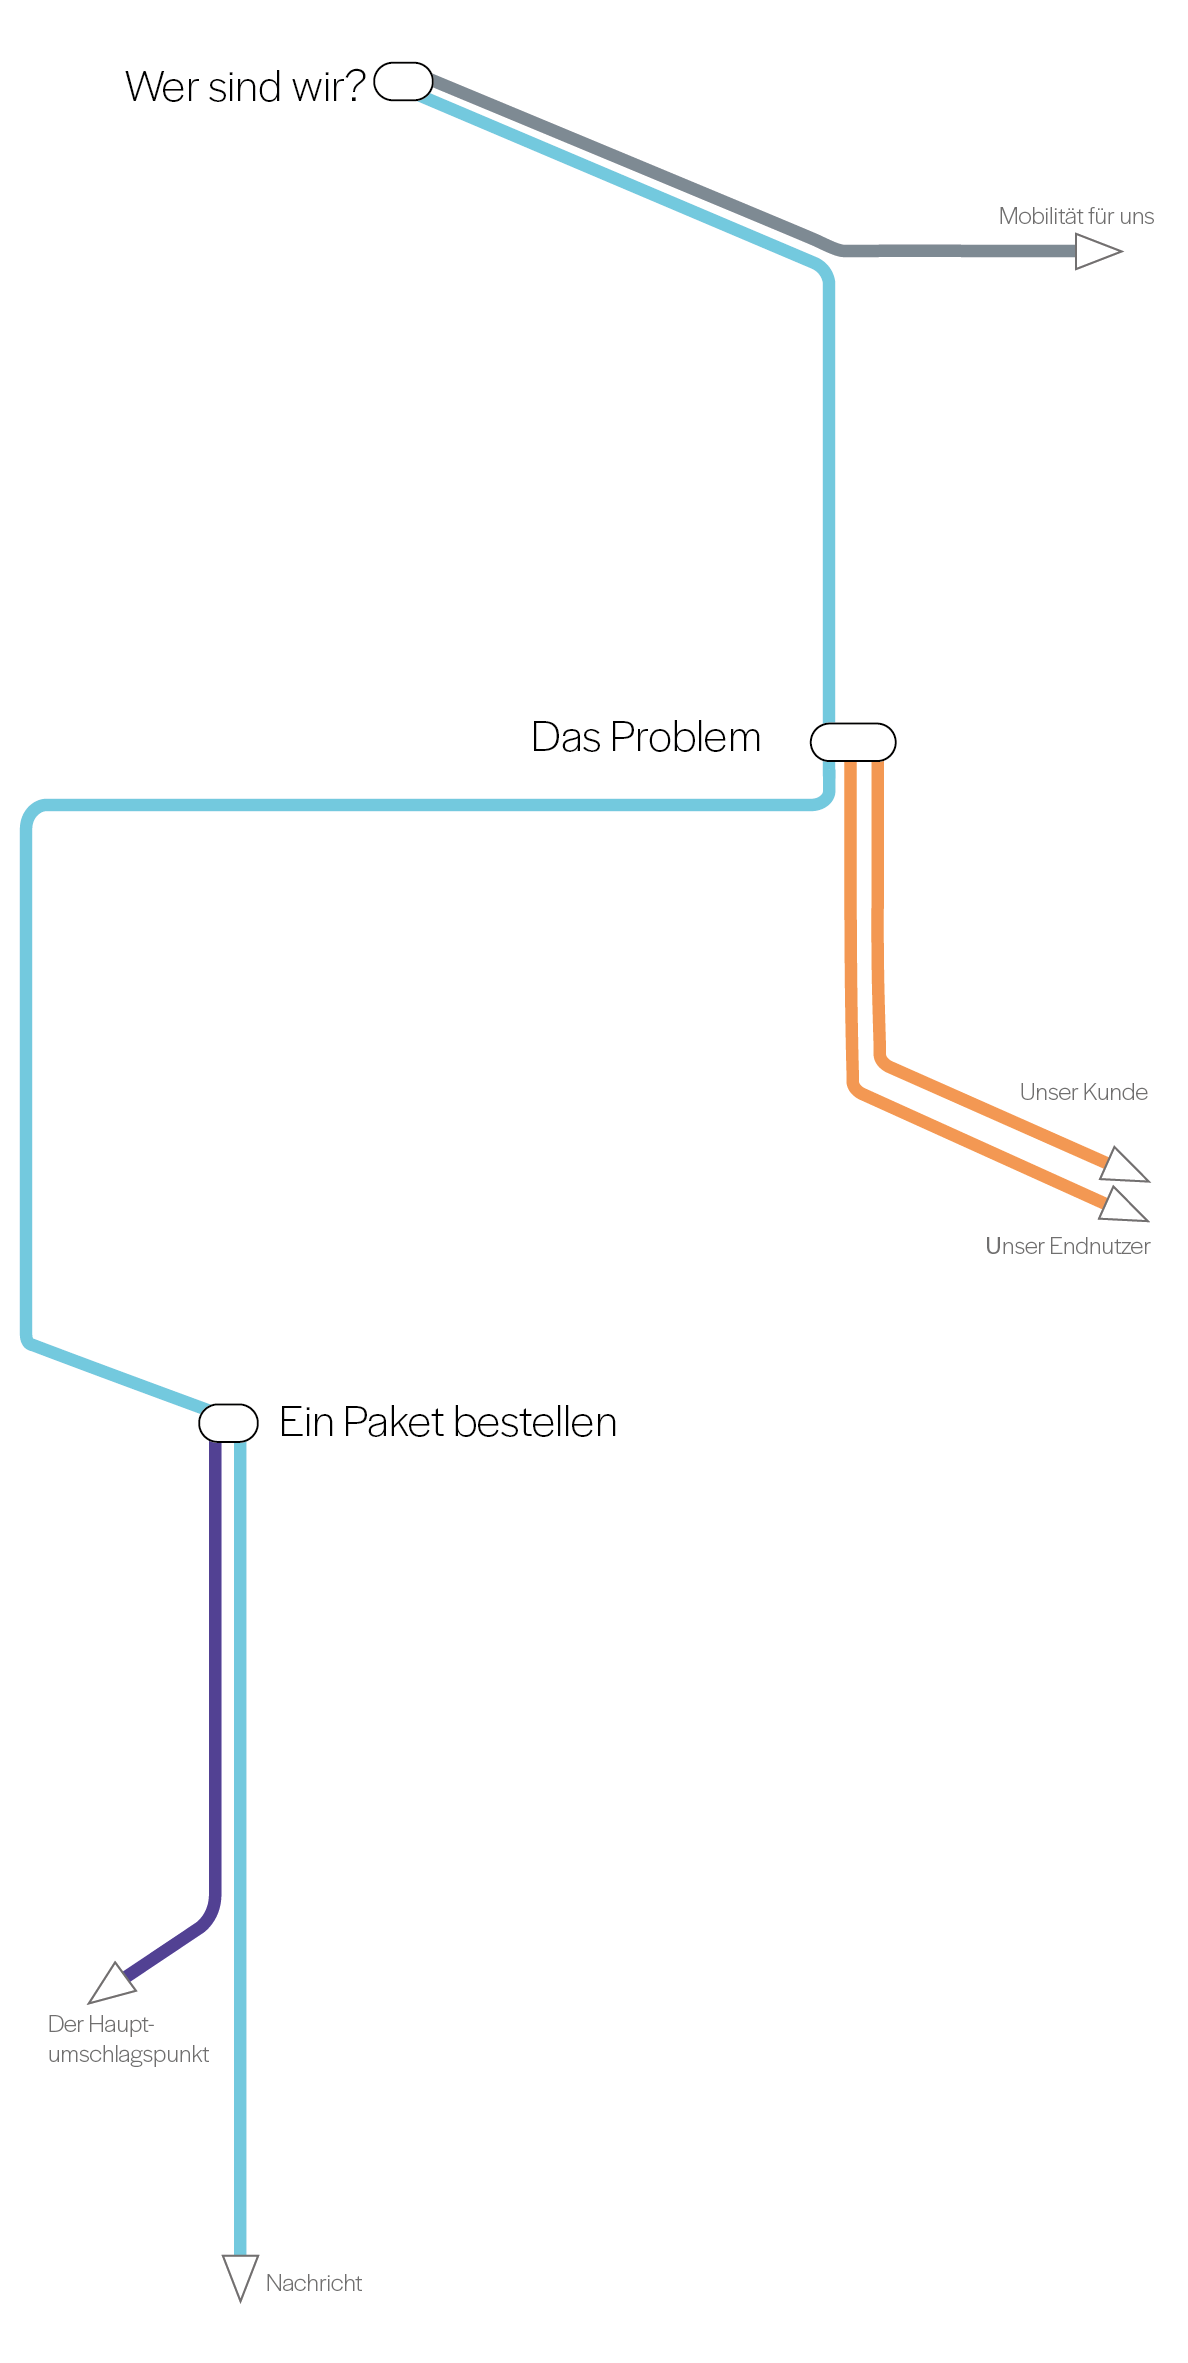 Wer sind wir?
Mobilität für uns
Das Problem
Unser Kunde
Unser Endnutzer
Ein Paket bestellen
Der Haupt-
umschlagspunkt
Nachricht